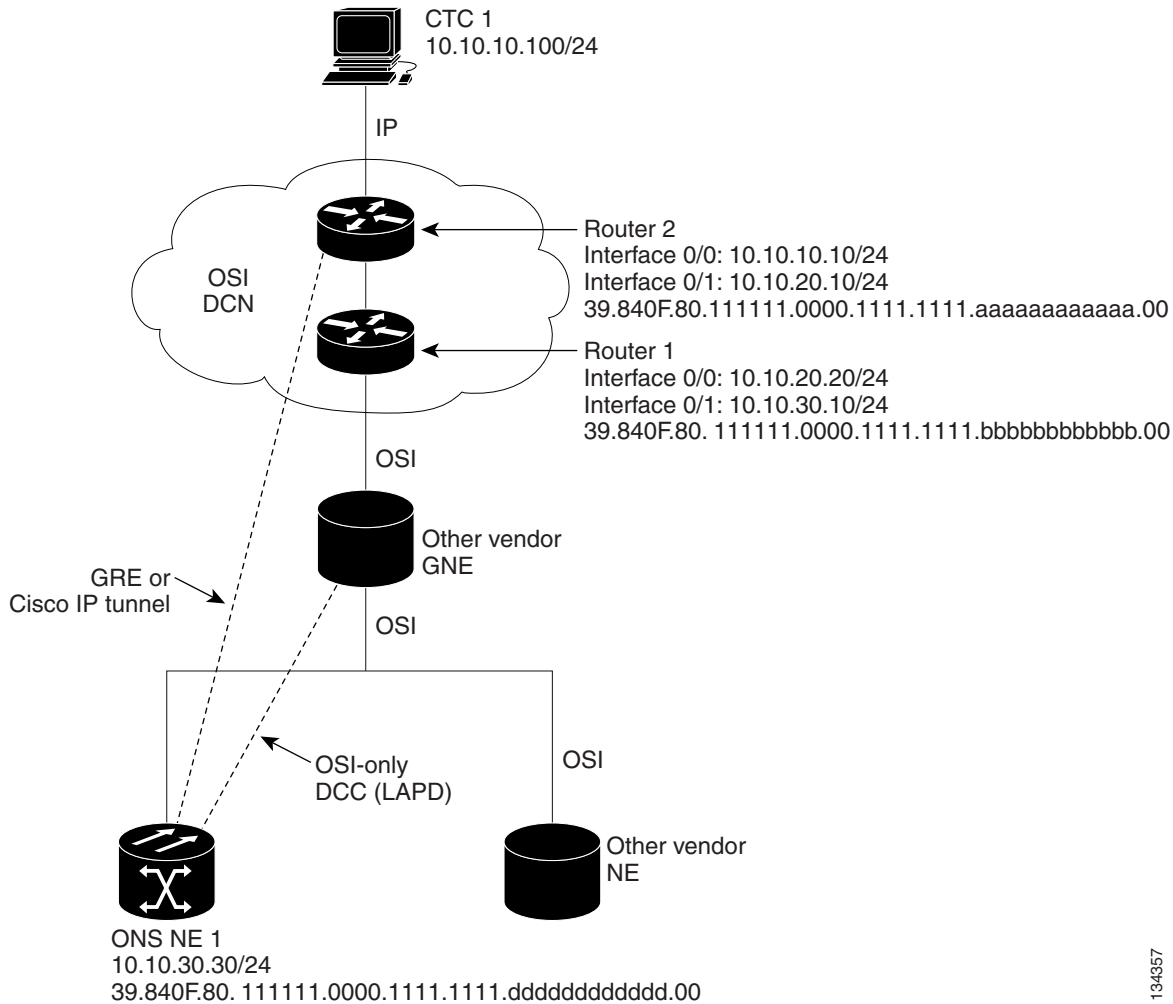 CTC 1
10.10.10.100/24
IP
OSI
DCN
Router 2
Interface 0/0: 10.10.10.10/24
Interface 0/1: 10.10.20.10/24
39.840F.80.111111.0000.1111.1111.aaaaaaaaaaaa.00
Router 1
Interface 0/0: 10.10.20.20/24
Interface 0/1: 10.10.30.10/24
39.840F.80. 111111.0000.1111.1111.bbbbbbbbbbbb.00
OSI
Other vendor
GNE
GRE or
Cisco IP tunnel
OSI
OSI-only
DCC (LAPD)
OSI
Other vendor
NE
ONS NE 1
10.10.30.30/24
39.840F.80. 111111.0000.1111.1111.dddddddddddd.00
134357